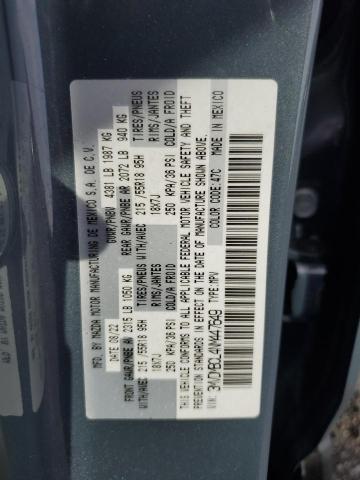 MFD. BY MAZDA MOTOR MANUFACTURING DE MEXICO S.A. DE C.V.
DATE 08/22 GVWR/PNBV 4381 LB 1987 KG
FRONT GAWR/PNBE AV 2315 LB 1050 KG REAR GAWR/PNBE AR 2072 LB 940 KG
WITH/AVEC TIRES/PNEUS RIMS/JANTES COLD/A FROID WITH/AVEC TIRES/PNEUS RIMS/JANTES COLD/A FROID
215 /55R18 95H 18X7J 250 KPA/36 PSI 215 /55R18 95H 18X7J 250 KPA/36 PSI
THIS VEHICLE CONFORMS TO ALL APPLICABLE FEDERAL MOTOR VEHICLE SAFETY AND THEFT
PREVENTION STANDARDS IN EFFECT ON THE DATE OF MANUFACTURE SHOWN ABOVE.
TYPE: MPV COLOR CODE: 47C MADE IN MEXICO